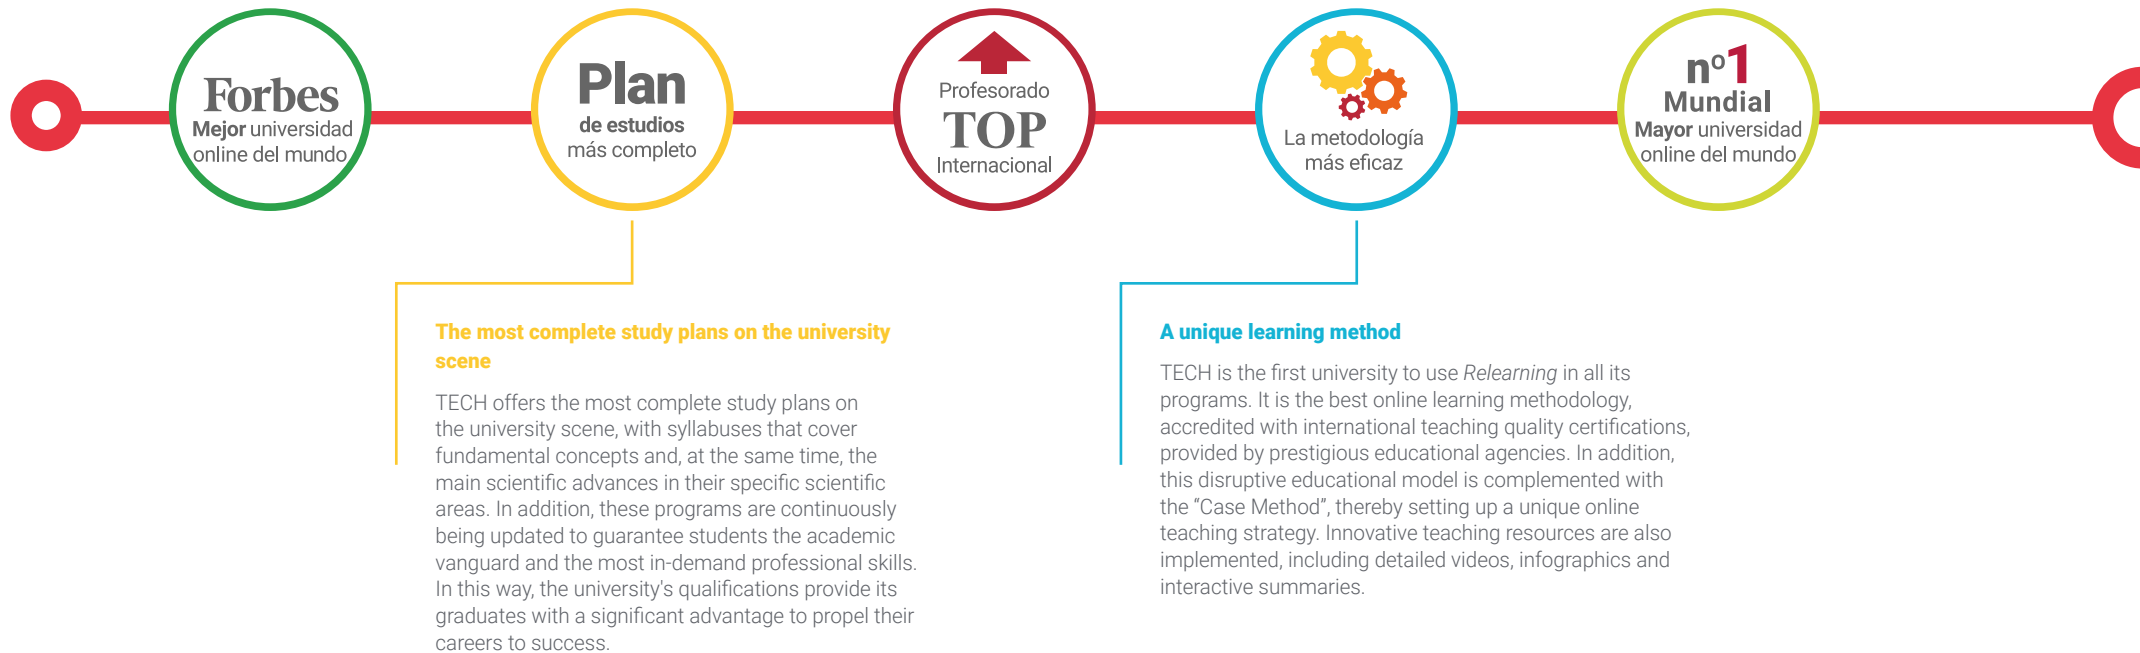 Forbes
Mejor universidad
online del mundo
Plan
de estudios
más completo
Profesorado
TOP
Internacional
La metodología
más eficaz
nº1
Mundial
Mayor universidad
online del mundo
The most complete study plans on the university
scene
TECH offers the most complete study plans on
the university scene, with syllabuses that cover
fundamental concepts and, at the same time, the
main scientific advances in their specific scientific
areas. In addition, these programs are continuously
being updated to guarantee students the academic
vanguard and the most in-demand professional skills.
In this way, the university's qualifications provide its
graduates with a significant advantage to propel their
careers to success.
A unique learning method
TECH is the first university to use Relearning in all its
programs. It is the best online learning methodology,
accredited with international teaching quality certifications,
provided by prestigious educational agencies. In addition,
this disruptive educational model is complemented with
the “Case Method”, thereby setting up a unique online
teaching strategy. Innovative teaching resources are also
implemented, including detailed videos, infographics and
interactive summaries.